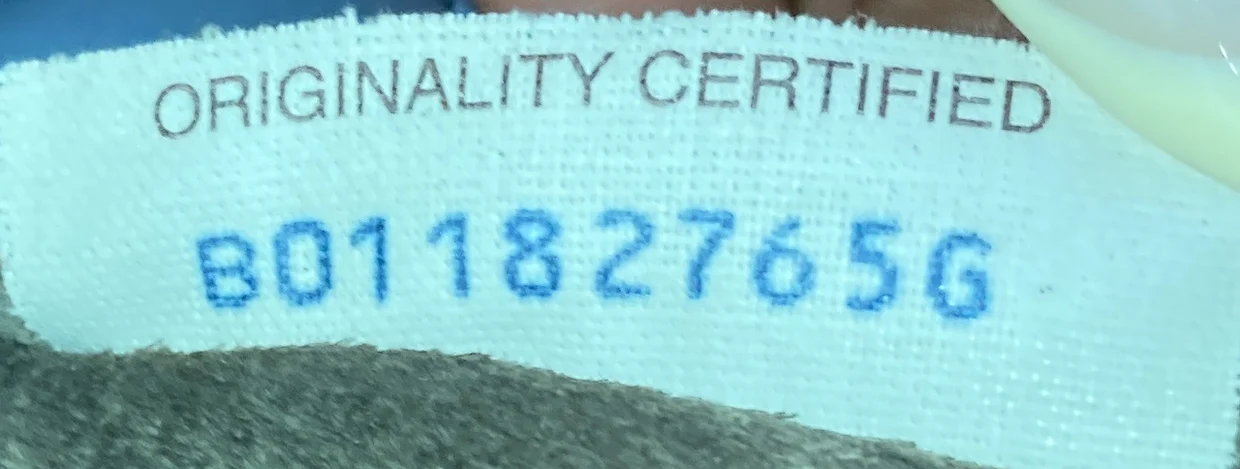 ORIGINALITY CERTIFIED
B01182765G